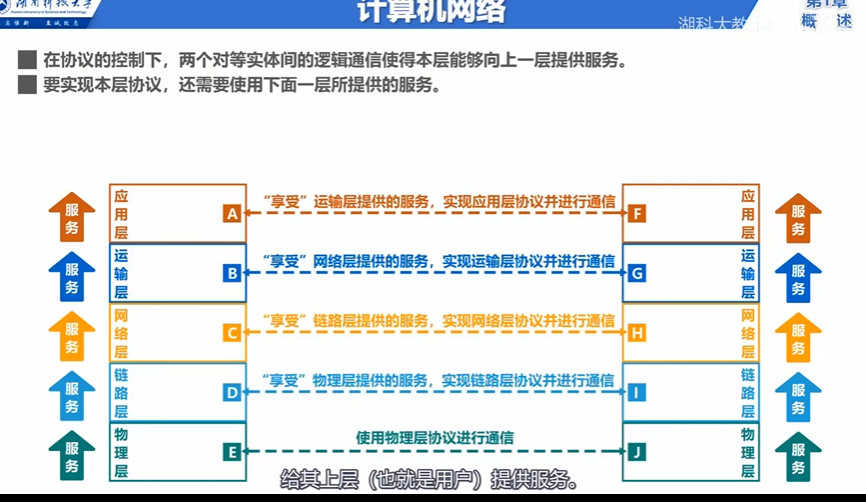 计算机网络
第1章
概 述
湖科大教
在协议的控制下，两个对等实体间的逻辑通信使得本层能够向上一层提供服务。
要实现本层协议，还需要使用下面一层所提供的服务。
服务 应用层 A “享受”运输层提供的服务，实现应用层协议并进行通信 F 应用层 服务
服务 运输层 B “享受”网络层提供的服务，实现运输层协议并进行通信 G 运输层 服务
服务 网络层 C “享受”链路层提供的服务，实现网络层协议并进行通信 H 网络层 服务
服务 链路层 D “享受”物理层提供的服务，实现链路层协议并进行通信 I 链路层 服务
服务 物理层 E 使用物理层协议进行通信 J 物理层 服务
给其上层（也就是用户）提供服务。